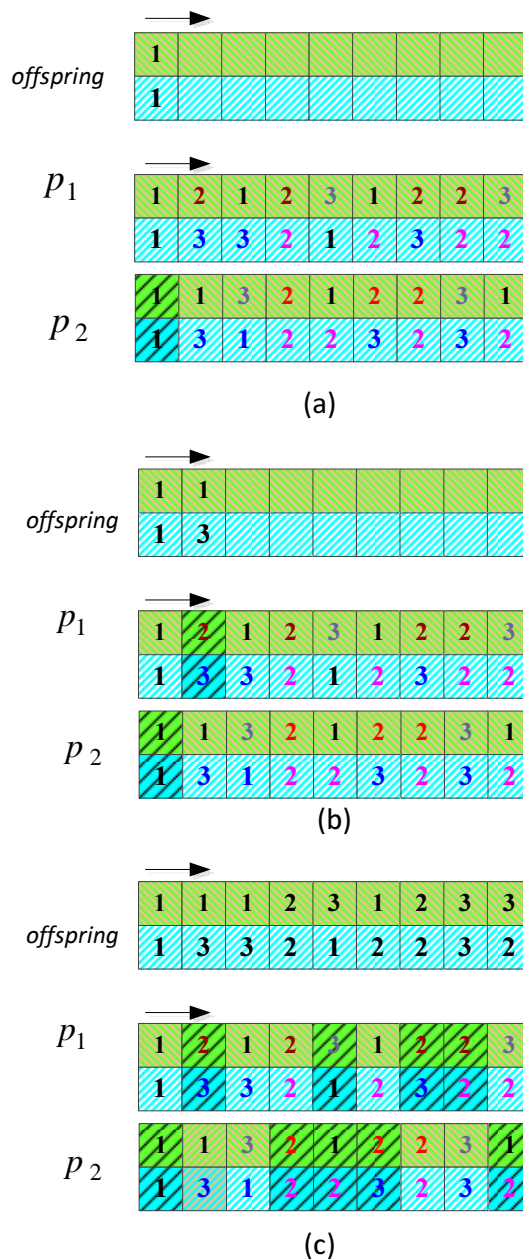 1
offspring
1
p1
1 2 1 2 3 1 2 2 3
1 3 3 2 1 2 3 2 2
1 1 3 2 1 2 2 3 1
p2
1 3 1 2 2 3 2 3 2
(a)
1 1
offspring
1 3
p1
1 2 1 2 3 1 2 2 3
1 3 3 2 1 2 3 2 2
1 1 3 2 1 2 2 3 1
p2
1 3 1 2 2 3 2 3 2
(b)
1 1 1 2 3 1 2 3 3
offspring
1 3 3 2 1 2 2 3 2
p1
1 2 1 2 3 1 2 2 3
1 3 3 2 1 2 3 2 2
1 1 3 2 1 2 2 3 1
p2
1 3 1 2 2 3 2 3 2
(c)